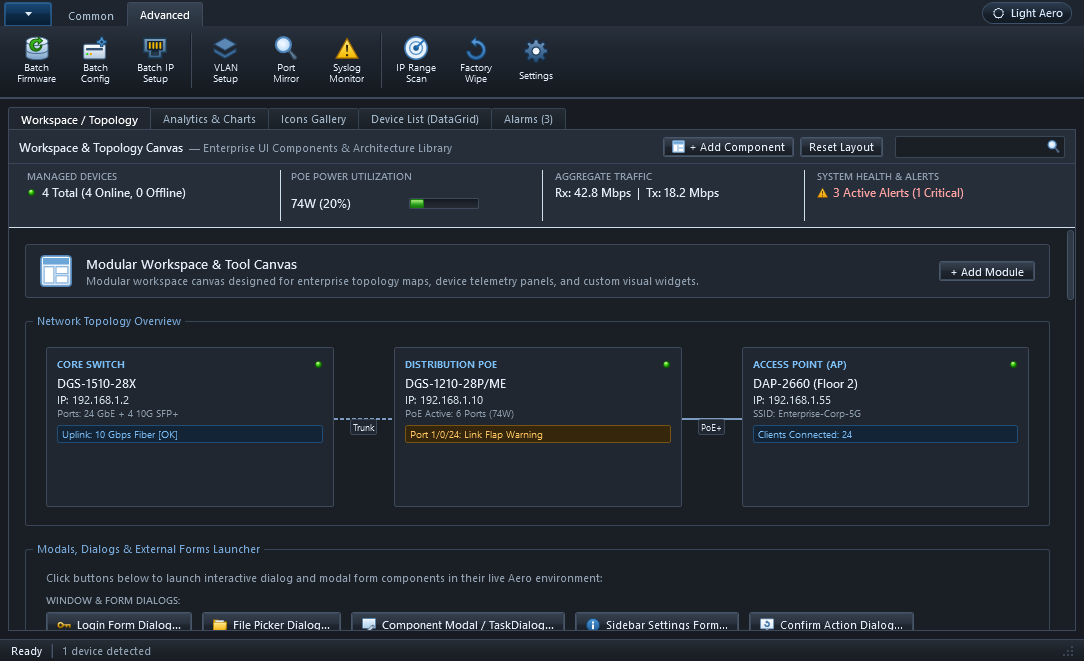 Common
Advanced
Light Aero
Batch
Firmware
Batch
Config
Batch IP
Setup
VLAN
Setup
Port
Mirror
Syslog
Monitor
IP Range
Scan
Factory
Wipe
Settings
Workspace / Topology
Analytics & Charts
Icons Gallery
Device List (DataGrid)
Alarms (3)
Workspace & Topology Canvas — Enterprise UI Components & Architecture Library
+ Add Component
Reset Layout
MANAGED DEVICES
4 Total (4 Online, 0 Offline)
POE POWER UTILIZATION
74W (20%)
AGGREGATE TRAFFIC
Rx: 42.8 Mbps | Tx: 18.2 Mbps
SYSTEM HEALTH & ALERTS
3 Active Alerts (1 Critical)
Modular Workspace & Tool Canvas
Modular workspace canvas designed for enterprise topology maps, device telemetry panels, and custom visual widgets.
+ Add Module
Network Topology Overview
CORE SWITCH
DGS-1510-28X
IP: 192.168.1.2
Ports: 24 GbE + 4 10G SFP+
Uplink: 10 Gbps Fiber [OK]
Trunk
DISTRIBUTION POE
DGS-1210-28P/ME
IP: 192.168.1.10
PoE Active: 6 Ports (74W)
Port 1/0/24: Link Flap Warning
PoE+
ACCESS POINT (AP)
DAP-2660 (Floor 2)
IP: 192.168.1.55
SSID: Enterprise-Corp-5G
Clients Connected: 24
Modals, Dialogs & External Forms Launcher
Click buttons below to launch interactive dialog and modal form components in their live Aero environment:
WINDOW & FORM DIALOGS:
Login Form Dialog...
File Picker Dialog...
Component Modal / TaskDialog...
Sidebar Settings Form...
Confirm Action Dialog...
Ready
1 device detected